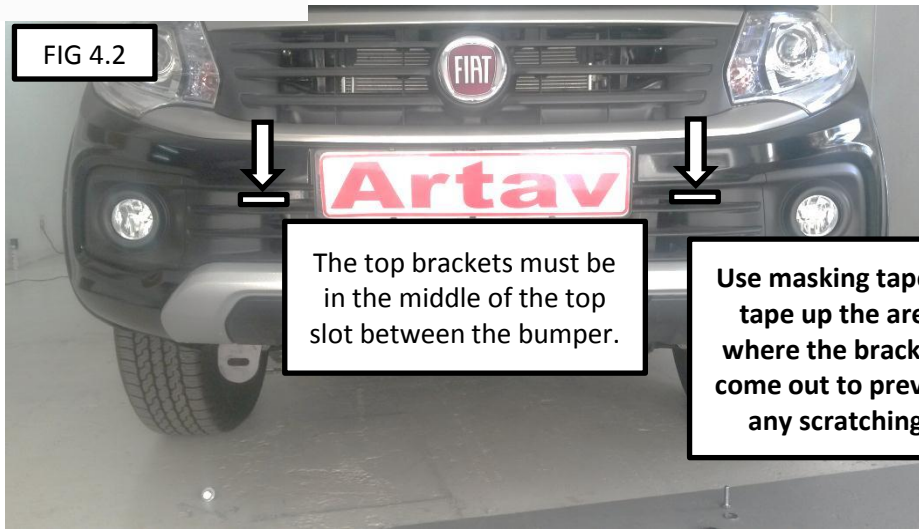 FIG 4.2
FIAT
Artav
The top brackets must be
in the middle of the top
slot between the bumper.
Use masking tape
tape up the are
where the brack
come out to prev
any scratching